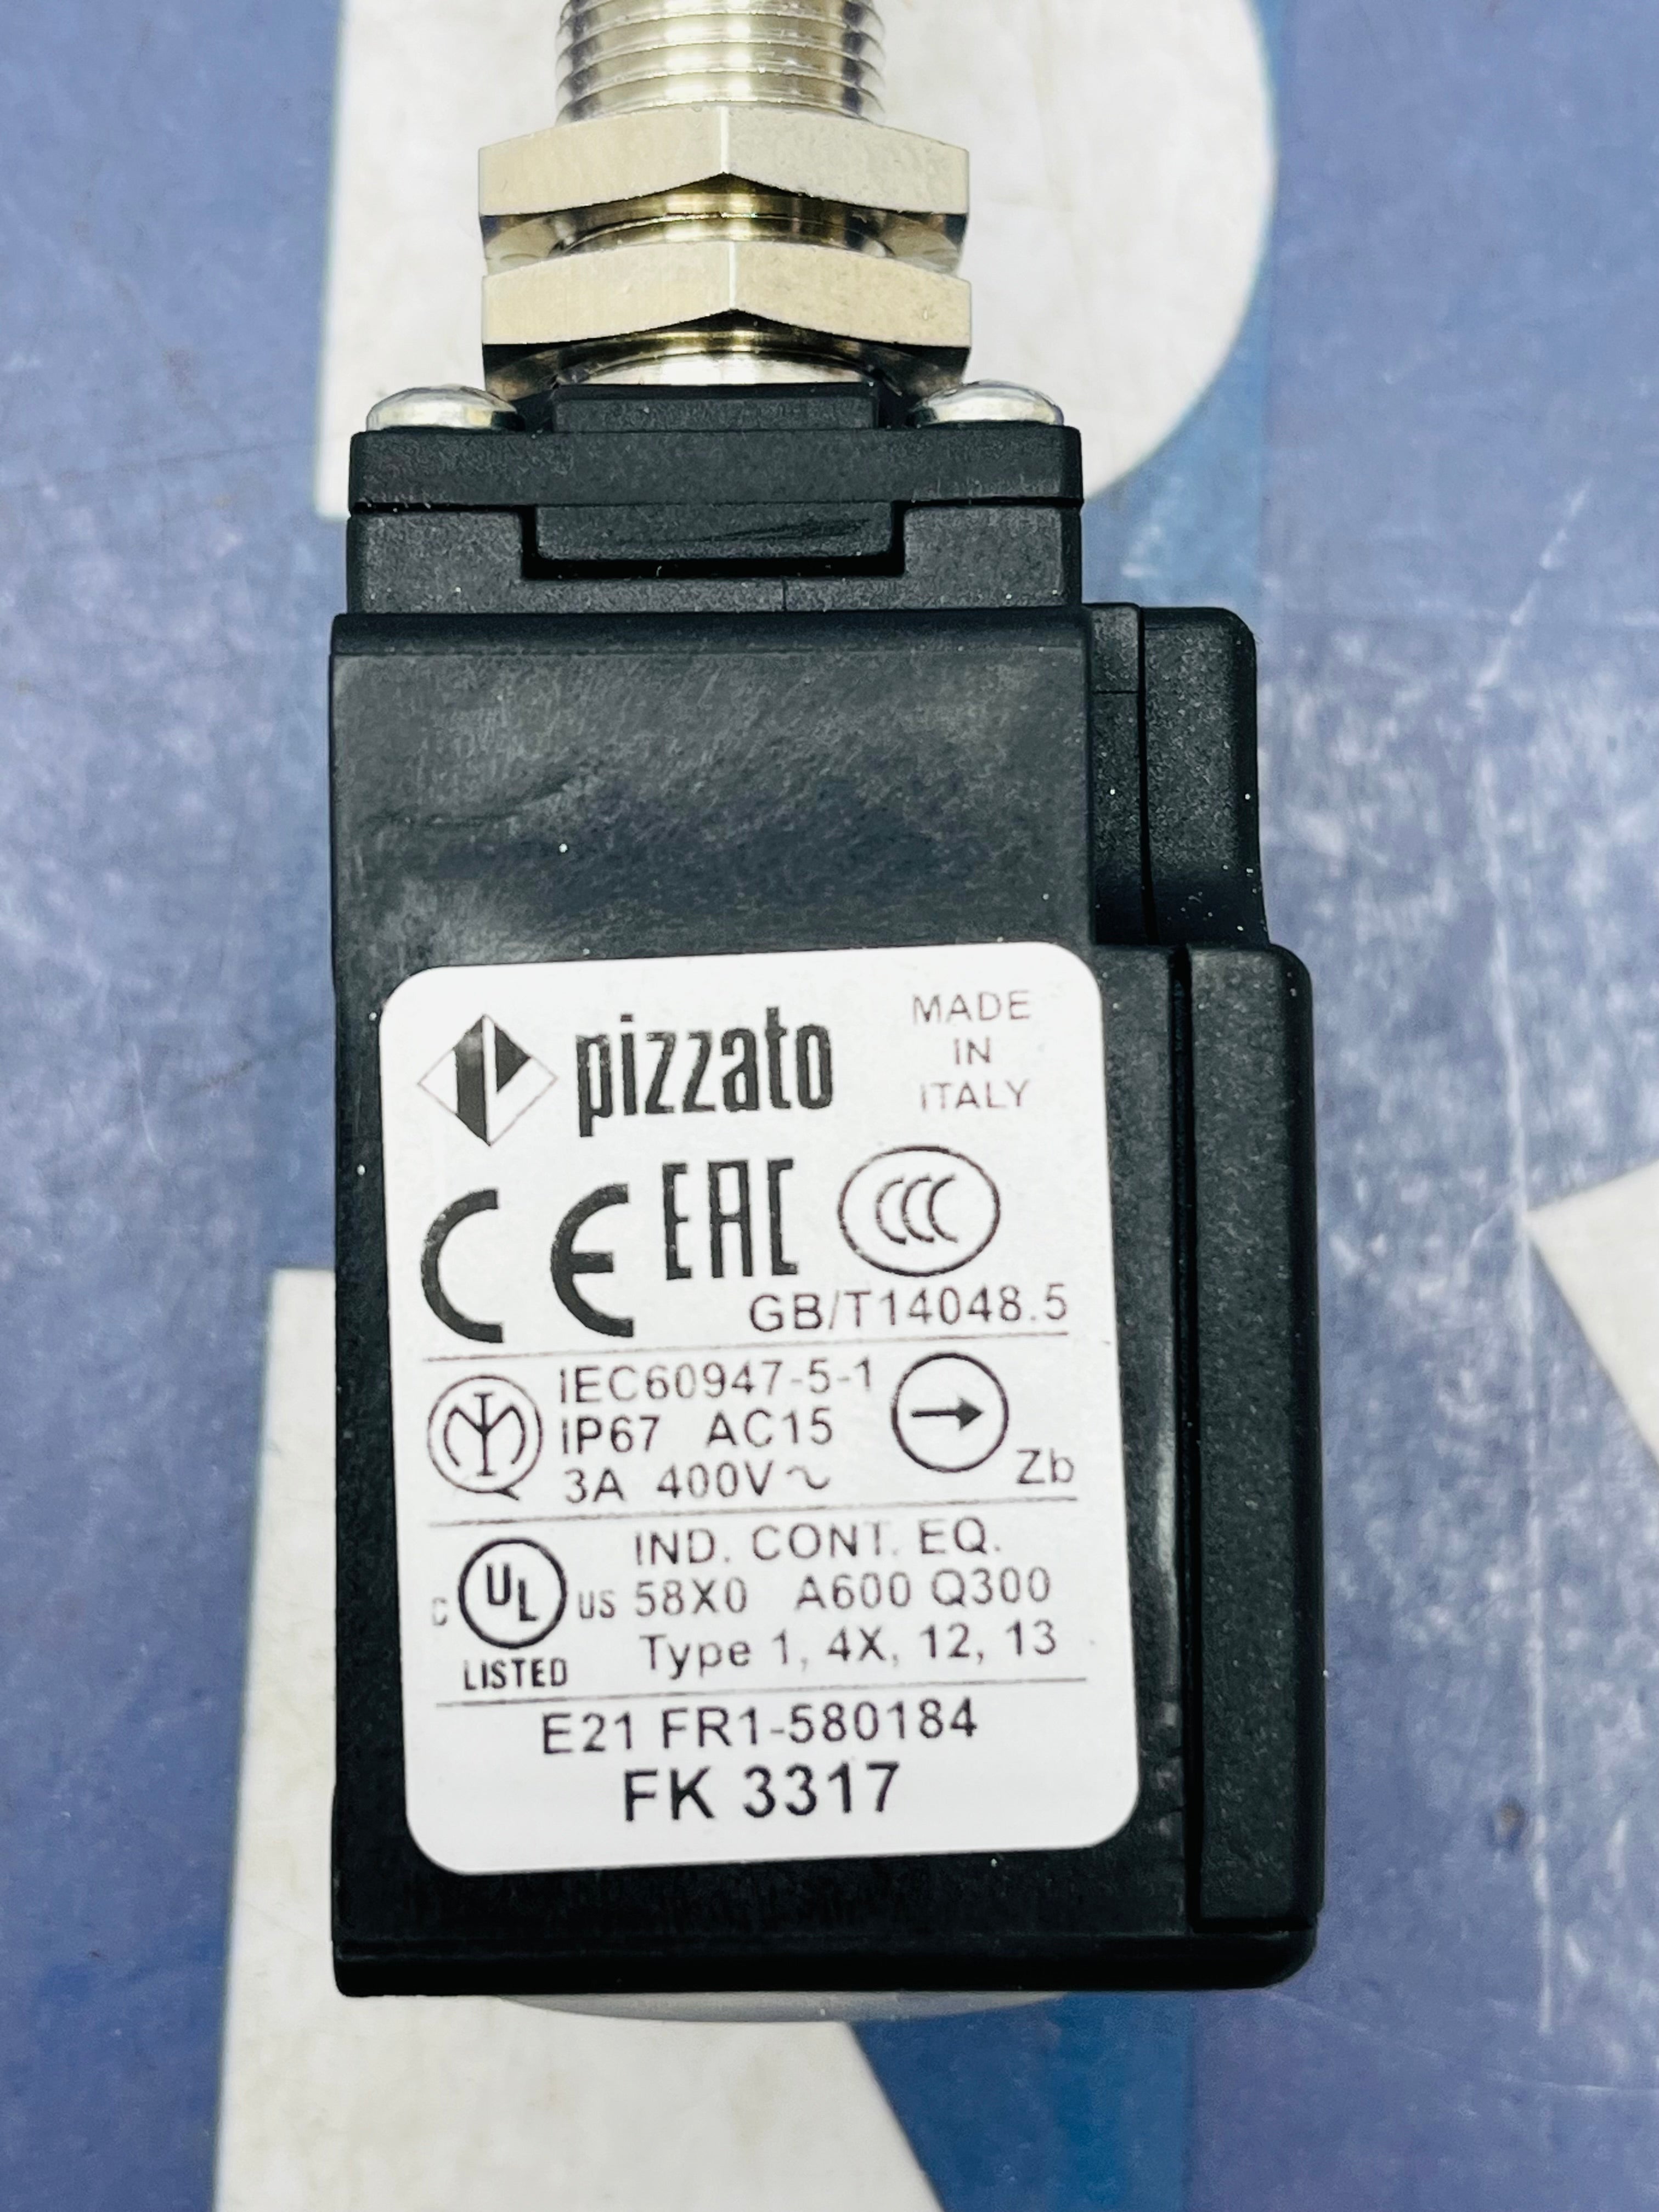 pizzato
MADE
IN
ITALY
CE EAC CCC
GB/T14048.5
IEC60947-5-1
IP67 AC15
3A 400V~
Zb
IND. CONT. EQ.
C UL US 58X0 A600 Q300
LISTED Type 1, 4X, 12, 13
E21 FR1-580184
FK 3317